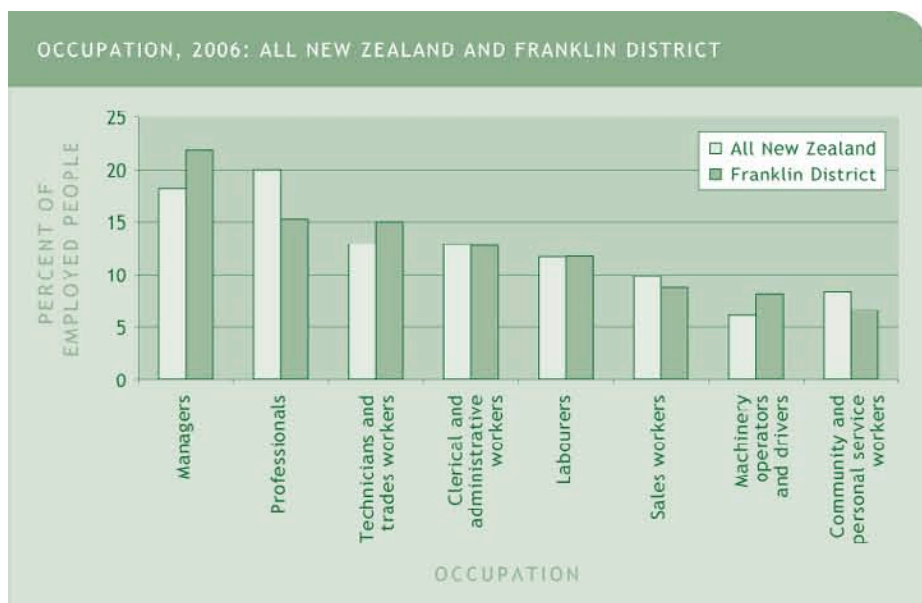 OCCUPATION, 2006: ALL NEW ZEALAND AND FRANKLIN DISTRICT
PERCENT OF
EMPLOYED PEOPLE
25
20
15
10
5
0
All New Zealand
Franklin District
Managers
Professionals
Technicians and
trades workers
Clerical and
administrative
workers
Labourers
Sales workers
Machinery
operators
and drivers
Community and
personal service
workers
OCCUPATION